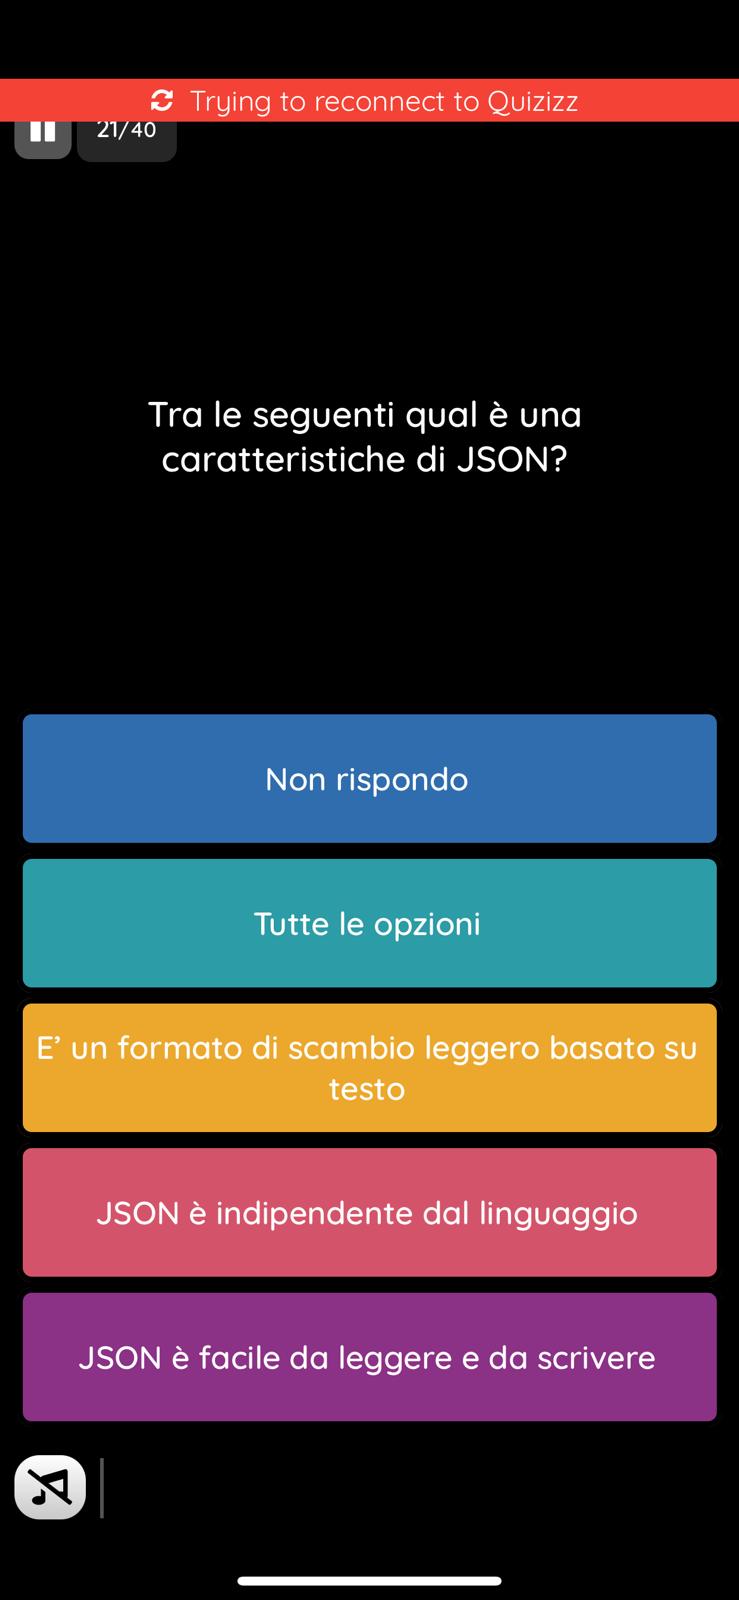 Trying to reconnect to Quizizz
21/40
Tra le seguenti qual è una
caratteristiche di JSON?
Non rispondo
Tutte le opzioni
E’ un formato di scambio leggero basato su
testo
JSON è indipendente dal linguaggio
JSON è facile da leggere e da scrivere